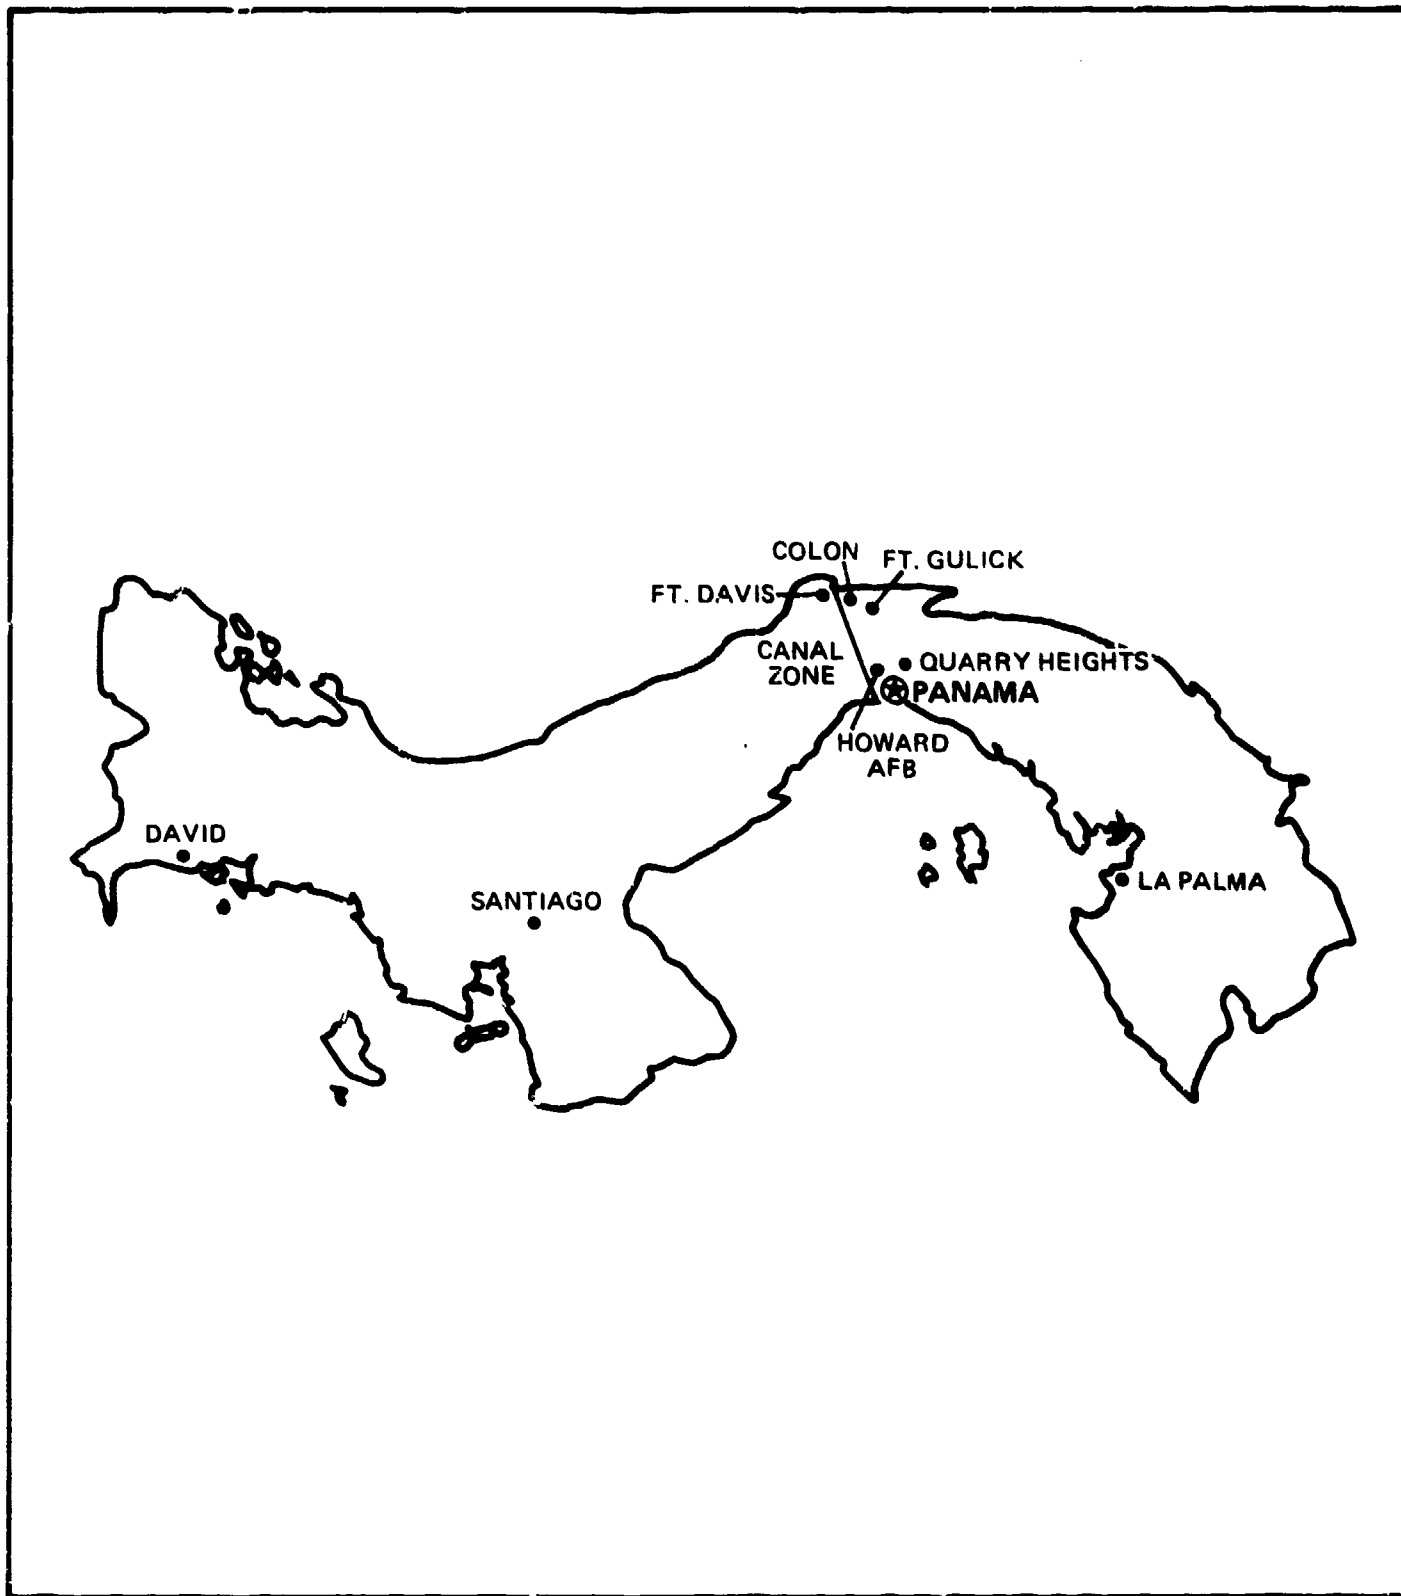 COLON
FT. GULICK
FT. DAVIS
CANAL
ZONE
QUARRY HEIGHTS
PANAMA
HOWARD
AFB
DAVID
LA PALMA
SANTIAGO